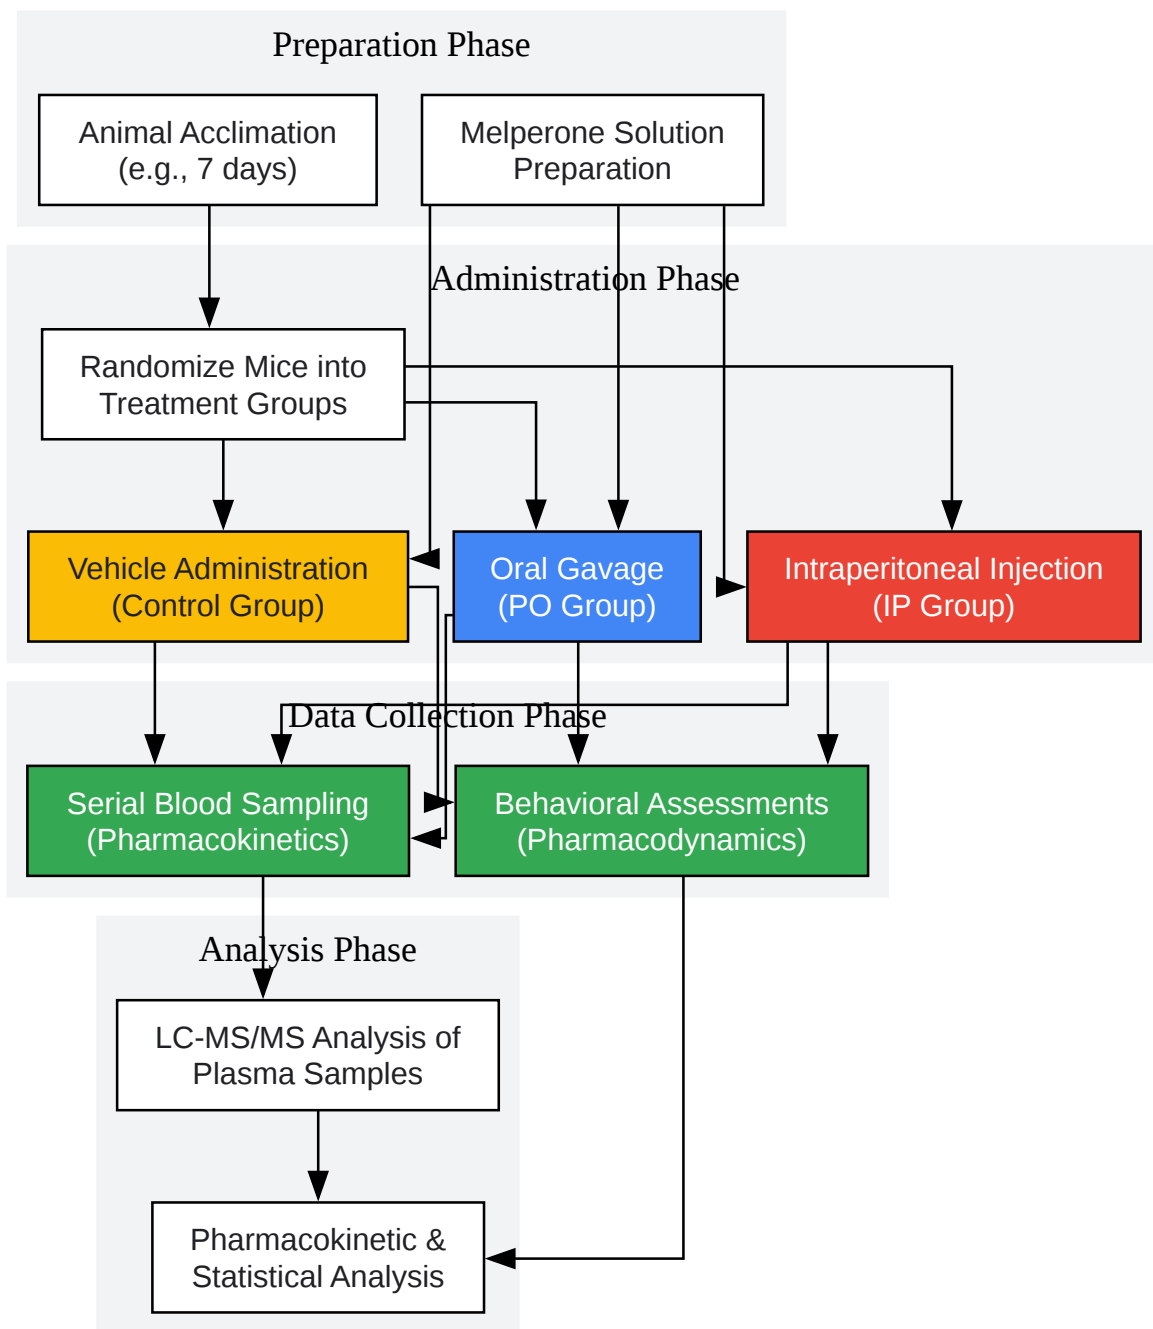 Preparation Phase
Animal Acclimation
(e.g., 7 days)
Melperone Solution
Preparation
Administration Phase
Randomize Mice into
Treatment Groups
Vehicle Administration
(Control Group)
Oral Gavage
(PO Group)
Intraperitoneal Injection
(IP Group)
Data Collection Phase
Serial Blood Sampling
(Pharmacokinetics)
Behavioral Assessments
(Pharmacodynamics)
Analysis Phase
LC-MS/MS Analysis of
Plasma Samples
Pharmacokinetic &
Statistical Analysis